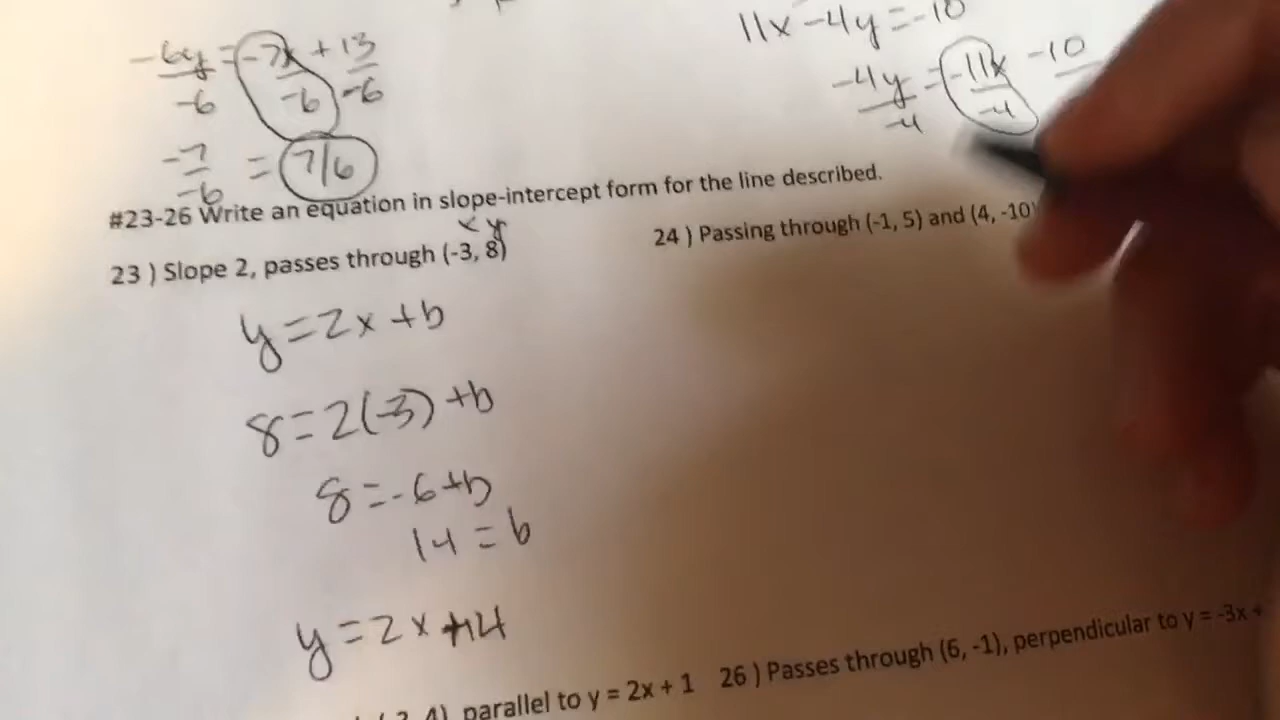 -6y = -7x + 13
-6 -6 -6
-7
-6 = 7/6
11x - 4y = -10
-4y = -11x -10
-4 -4
#23-26 Write an equation in slope-intercept form for the line described.
x y
23 ) Slope 2, passes through (-3, 8)
y = 2x + b
8 = 2(-3) + b
8 = -6 + b
14 = b
y = 2x + 14
24 ) Passing through (-1, 5) and (4, -10)
parallel to y = 2x + 1
26 ) Passes through (6, -1), perpendicular to y = -3x +